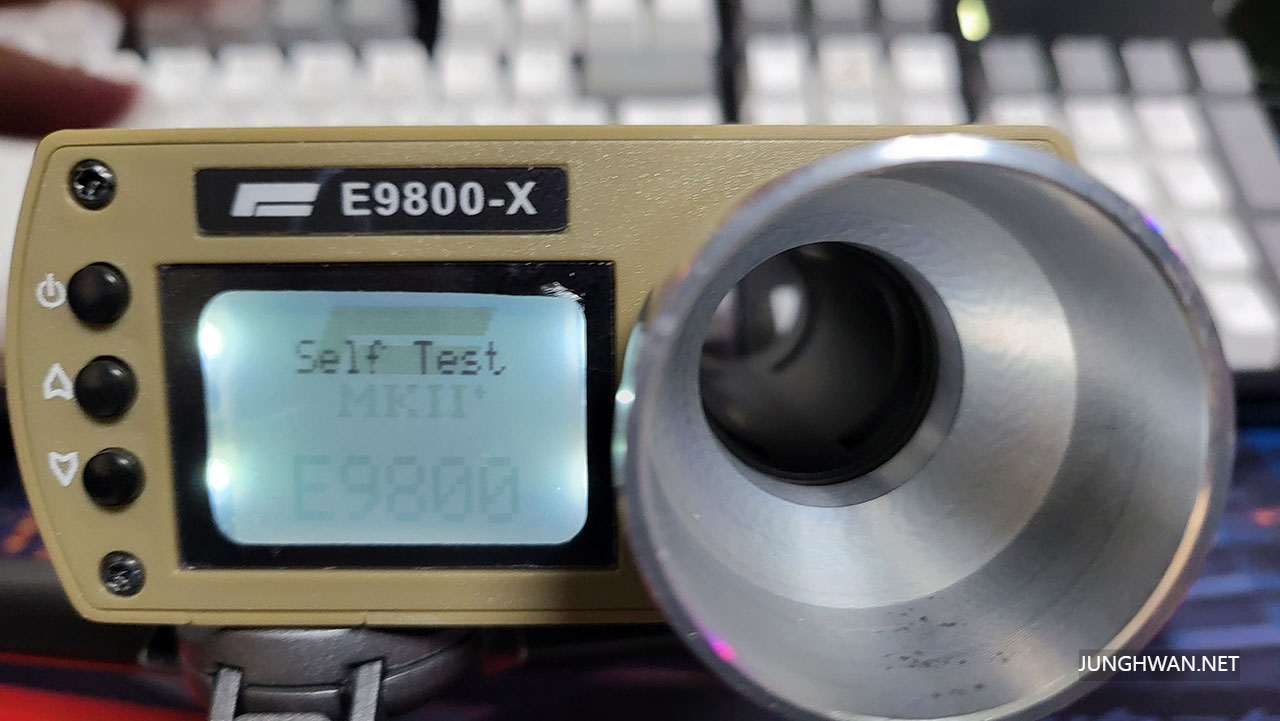 E9800-X
Self Test
MKII+
E9800
JUNGHWAN.NET